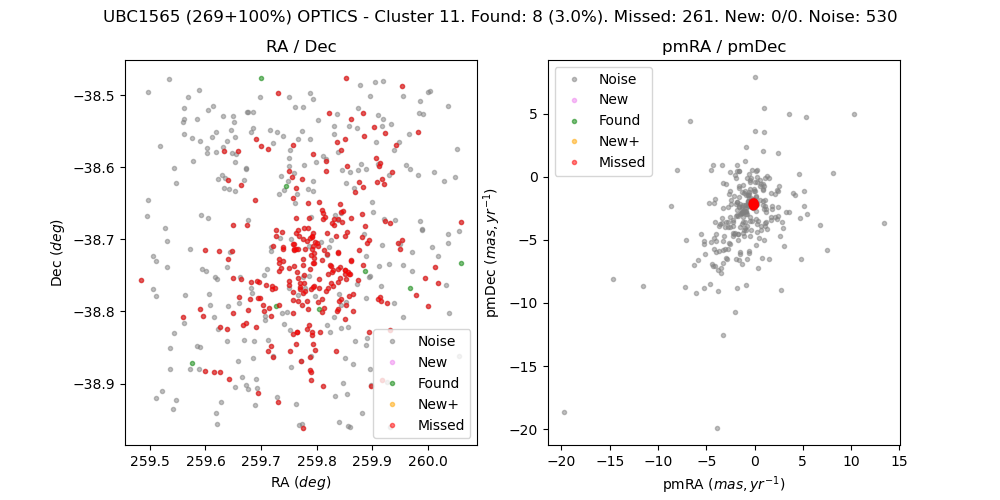 UBC1565 (269+100%) OPTICS - Cluster 11. Found: 8 (3.0%). Missed: 261. New: 0/0. Noise: 530
RA / Dec
pmRA / pmDec
−38.5
−38.6
−38.7
−38.8
−38.9
Dec (deg)
259.5 259.6 259.7 259.8 259.9 260.0
RA (deg)
Noise
New
Found
New+
Missed
Noise
New
Found
New+
Missed
5
0
−5
−10
−15
−20
pmDec (mas, yr⁻¹)
−20 −15 −10 −5 0 5 10 15
pmRA (mas, yr⁻¹)